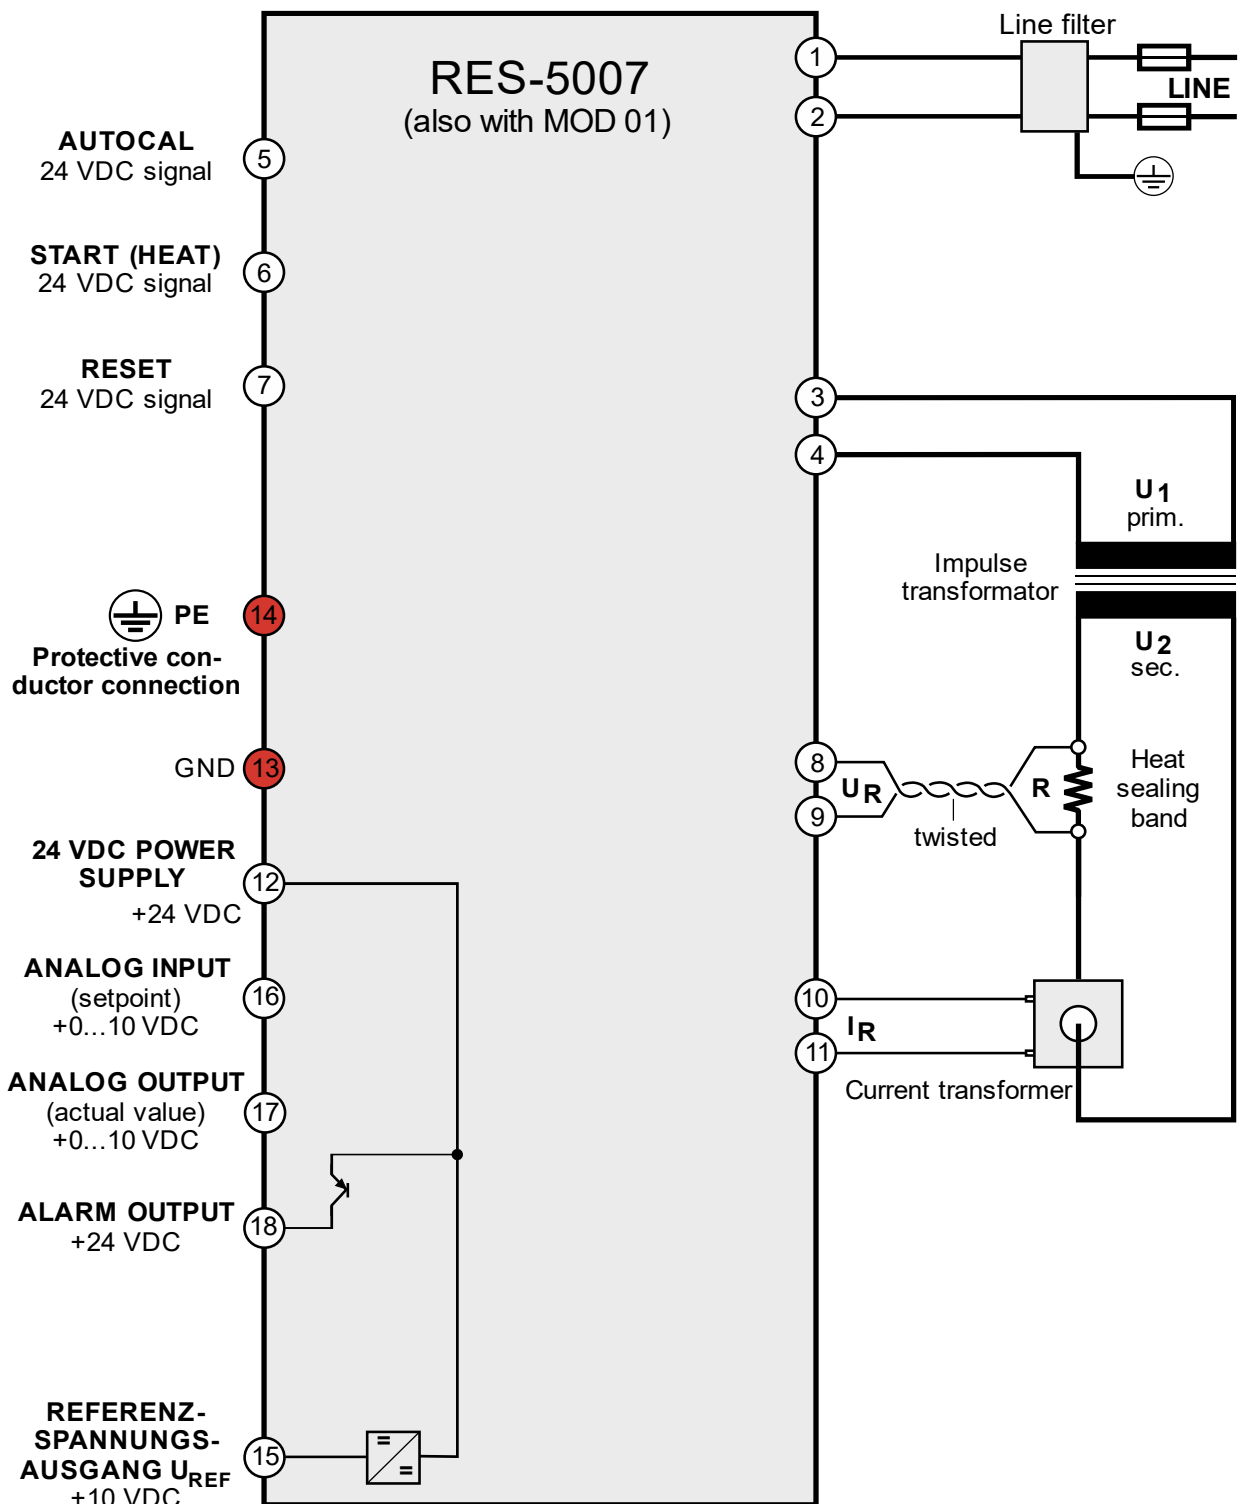 Line filter
RES-5007
(also with MOD 01)
1
2
LINE
AUTOCAL
24 VDC signal
5
START (HEAT)
24 VDC signal
6
RESET
24 VDC signal
7
3
4
U1
prim.
Impulse
transformator
U2
sec.
PE
14
Protective con-
ductor connection
GND
13
8
9
UR
twisted
R
Heat
sealing
band
24 VDC POWER
SUPPLY
+24 VDC
12
ANALOG INPUT
(setpoint)
+0...10 VDC
16
10
11
IR
Current transformer
ANALOG OUTPUT
(actual value)
+0...10 VDC
17
ALARM OUTPUT
+24 VDC
18
REFERENZ-
SPANNUNGS-
AUSGANG UREF
+10 VDC
15